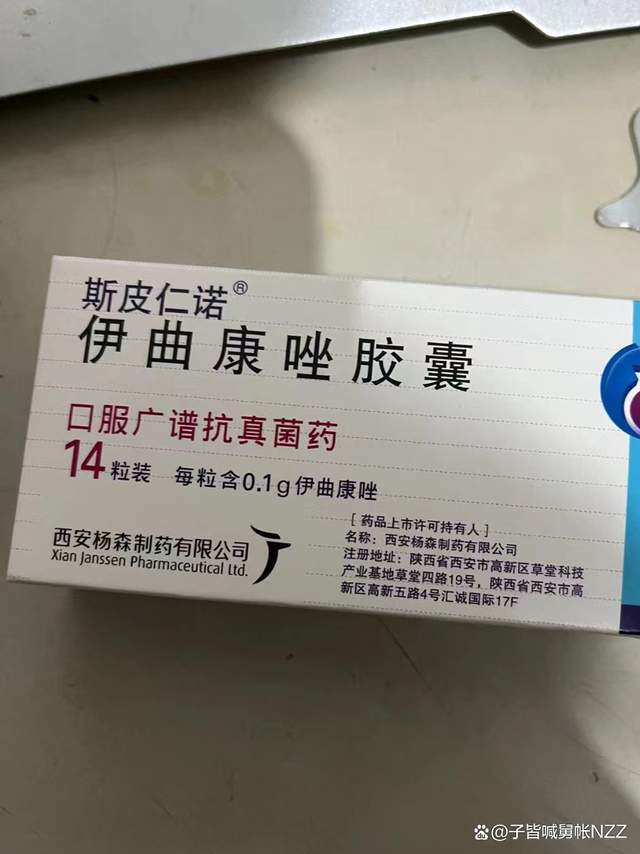 斯皮仁诺®
伊曲康唑胶囊
口服广谱抗真菌药
14粒装 每粒含0.1g伊曲康唑
西安杨森制药有限公司
Xian Janssen Pharmaceutical Ltd.
[ 药品上市许可持有人 ]
名称：西安杨森制药有限公司
注册地址：陕西省西安市高新区草堂科技
产业基地草堂四路19号，陕西省西安市高
新区高新五路4号汇诚国际17F
@子皆喊舅帐NZZ